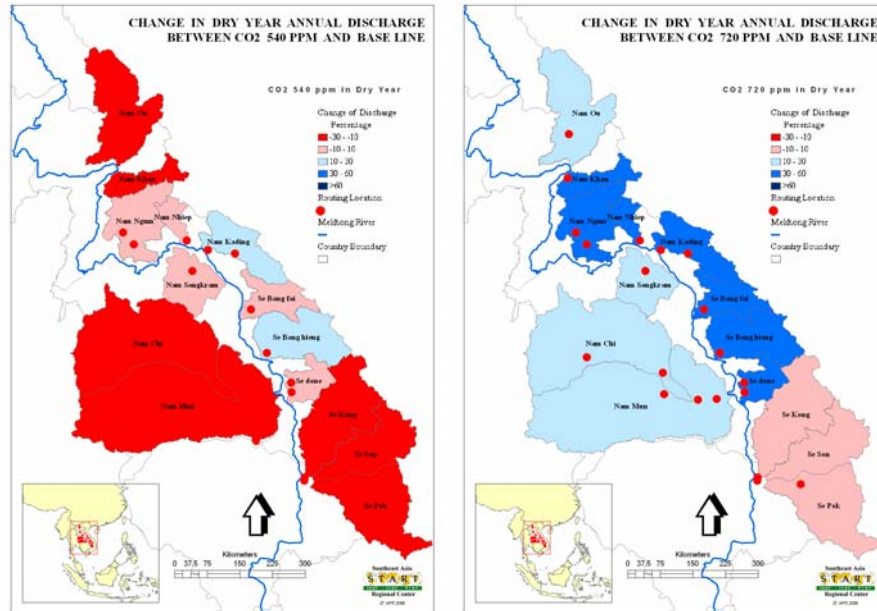 CHANGE IN DRY YEAR ANNUAL DISCHARGE
BETWEEN CO2 540 PPM AND BASE LINE
CO2 540 ppm in Dry Year
Change of Discharge
Percentage
-30 - -10
-10 - 10
10 - 30
30 - 60
>60
Routing Location
Mekhong River
Country Boundary
Nam Ou
Nam Khan
Nam Ngum
Nam Nhiep
Nam Kading
Nam Songkram
Se Bang fai
Se Bang hieng
Nam Chi
Nam Mun
Se done
Se Kong
Se San
Se Pok
Kilometers
0 37.5 75 150 225 300
Southeast Asia
START
Regional Center
CHANGE IN DRY YEAR ANNUAL DISCHARGE
BETWEEN CO2 720 PPM AND BASE LINE
CO2 720 ppm in Dry Year
Change of Discharge
Percentage
-30 - -10
-10 - 10
10 - 30
30 - 60
>60
Routing Location
Mekhong River
Country Boundary
Nam Ou
Nam Khan
Nam Ngum
Nam Nhiep
Nam Kading
Nam Songkram
Se Bang fai
Se Bang hieng
Nam Chi
Nam Mun
Se done
Se Kong
Se San
Se Pok
Kilometers
0 37.5 75 150 225 300
Southeast Asia
START
Regional Center